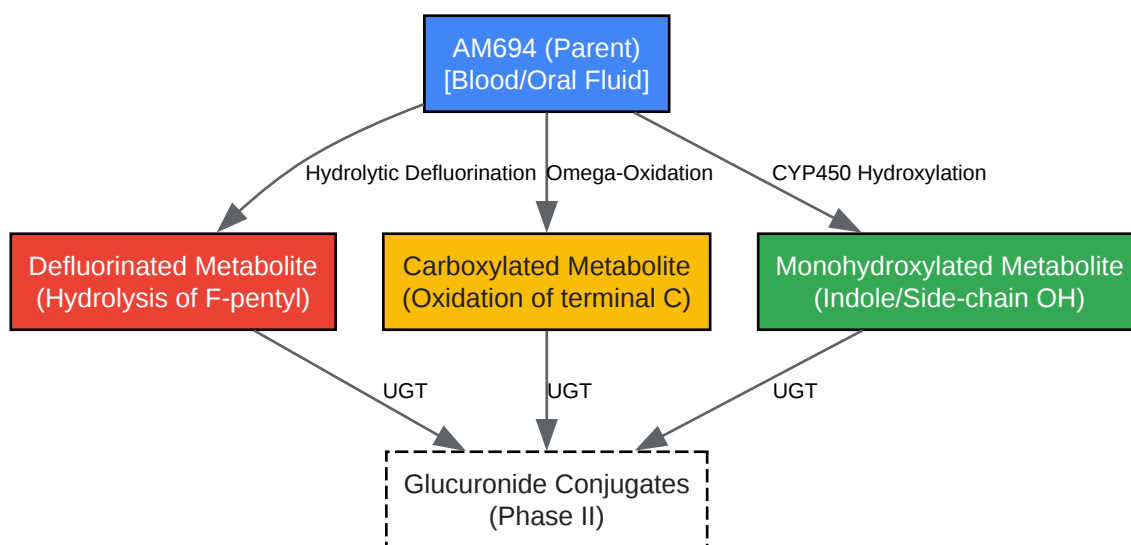 AM694 (Parent)
[Blood/Oral Fluid]
Hydrolytic Defluorination
Omega-Oxidation
CYP450 Hydroxylation
Defluorinated Metabolite
(Hydrolysis of F-pentyl)
Carboxylated Metabolite
(Oxidation of terminal C)
Monohydroxylated Metabolite
(Indole/Side-chain OH)
UGT
UGT
UGT
Glucuronide Conjugates
(Phase II)